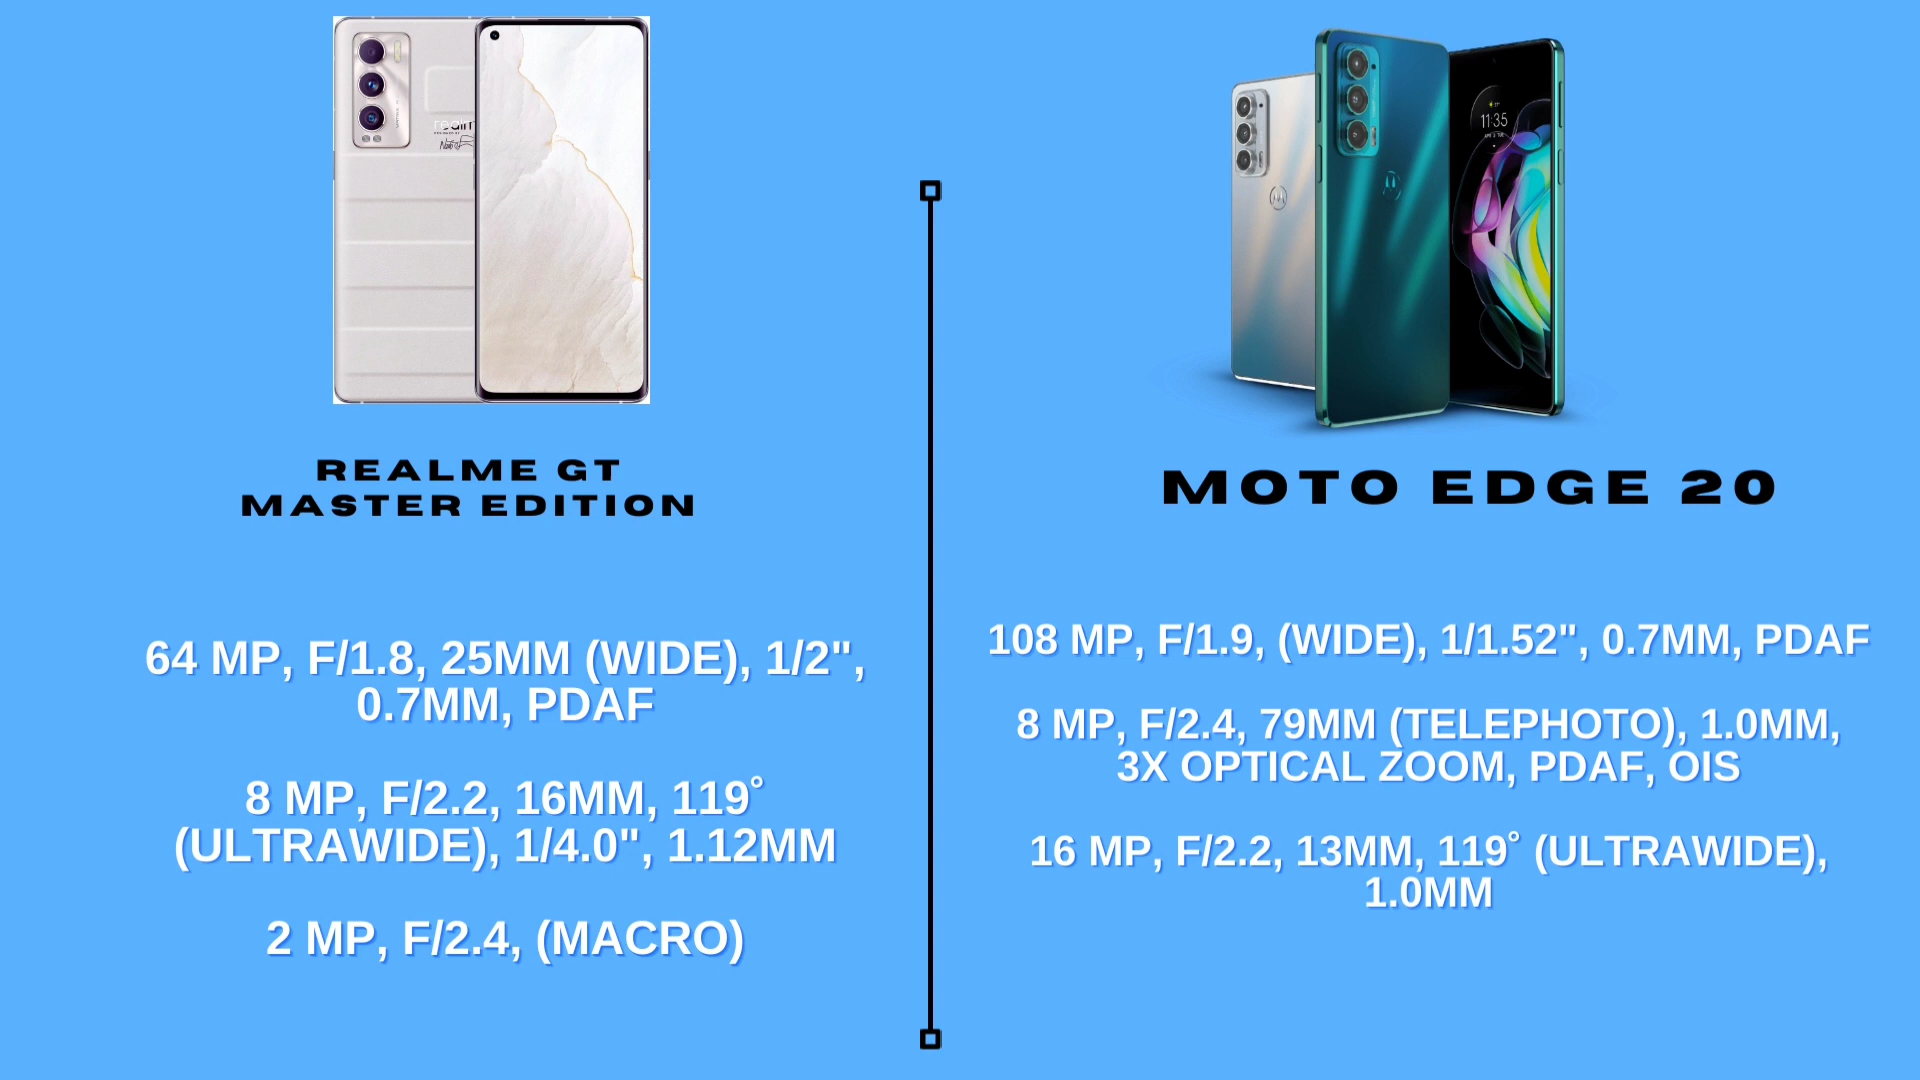 realm
11:35
REALME GT
MASTER EDITION
MOTO EDGE 20
64 MP, F/1.8, 25MM (WIDE), 1/2",
0.7MM, PDAF
8 MP, F/2.2, 16MM, 119˚
(ULTRAWIDE), 1/4.0", 1.12MM
2 MP, F/2.4, (MACRO)
108 MP, F/1.9, (WIDE), 1/1.52", 0.7MM, PDAF
8 MP, F/2.4, 79MM (TELEPHOTO), 1.0MM,
3X OPTICAL ZOOM, PDAF, OIS
16 MP, F/2.2, 13MM, 119˚ (ULTRAWIDE),
1.0MM